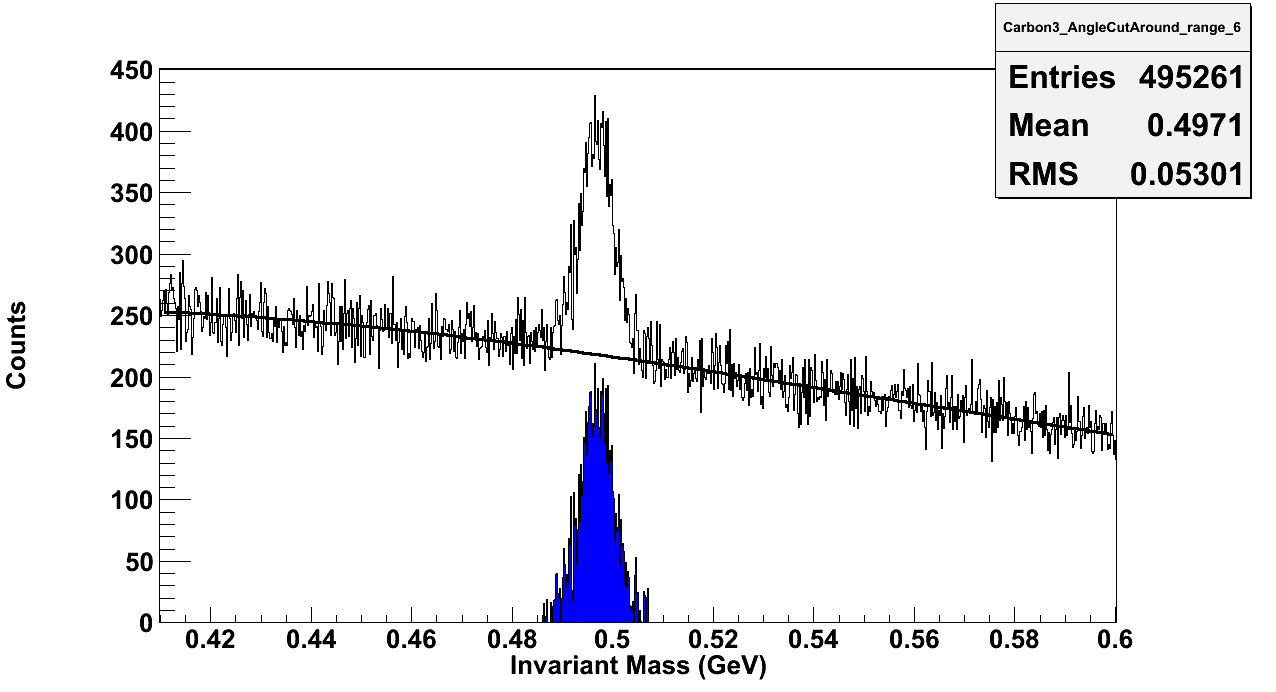 Carbon3_AngleCutAround_range_6
Entries 495261
Mean 0.4971
RMS 0.05301
450
400
350
300
250
200
150
100
50
0
Counts
0.42 0.44 0.46 0.48 0.5 0.52 0.54 0.56 0.58 0.6
Invariant Mass (GeV)